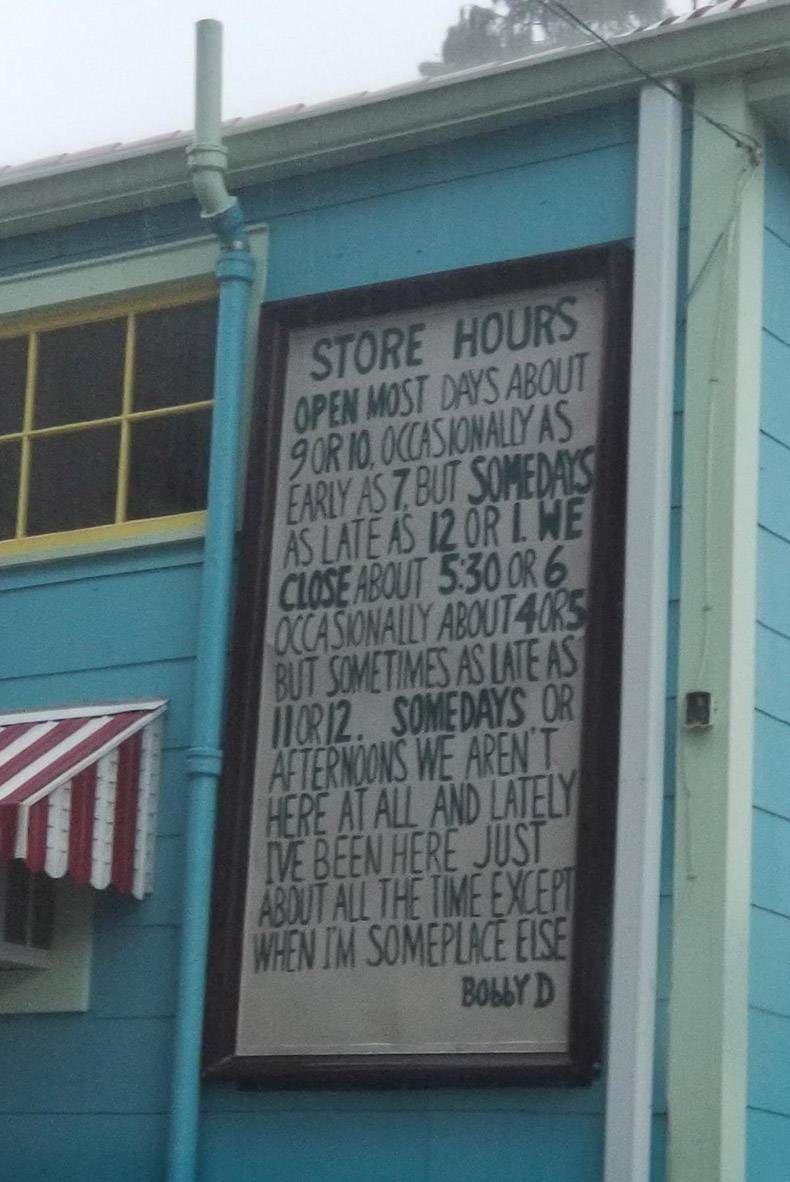 STORE HOURS
OPEN MOST DAYS ABOUT
9 OR 10, OCCASIONALLY AS
EARLY AS 7, BUT SOMEDAYS
AS LATE AS 12 OR 1. WE
CLOSE ABOUT 5:30 OR 6
OCCASIONALLY ABOUT 4 OR 5
BUT SOMETIMES AS LATE AS
11 OR 12. SOMEDAYS OR
AFTERNOONS WE AREN'T
HERE AT ALL AND LATELY
I'VE BEEN HERE JUST
ABOUT ALL THE TIME EXCEPT
WHEN I'M SOMEPLACE ELSE
BobbY D